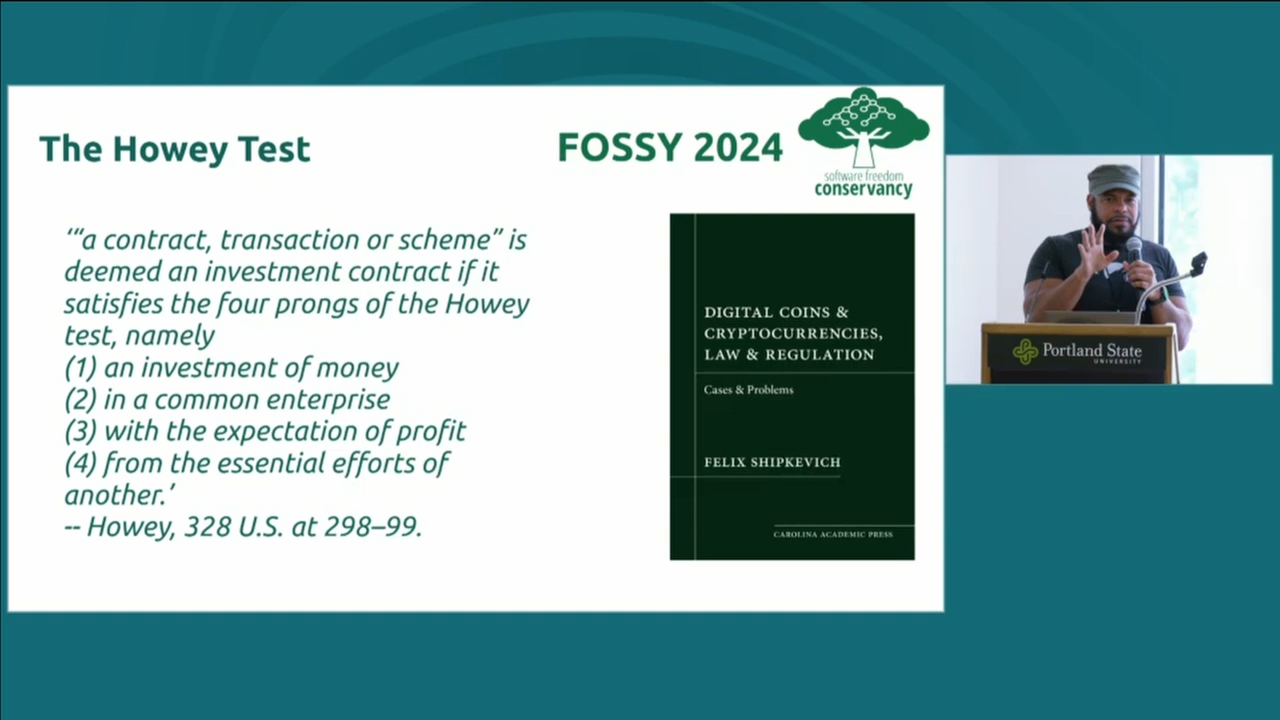 The Howey Test
FOSSY 2024
software freedom
conservancy
‘“a contract, transaction or scheme” is
deemed an investment contract if it
satisfies the four prongs of the Howey
test, namely
(1) an investment of money
(2) in a common enterprise
(3) with the expectation of profit
(4) from the essential efforts of
another.’
-- Howey, 328 U.S. at 298–99.
DIGITAL COINS &
CRYPTOCURRENCIES,
LAW & REGULATION
Cases & Problems
FELIX SHIPKEVICH
CAROLINA ACADEMIC PRESS
Portland State
UNIVERSITY